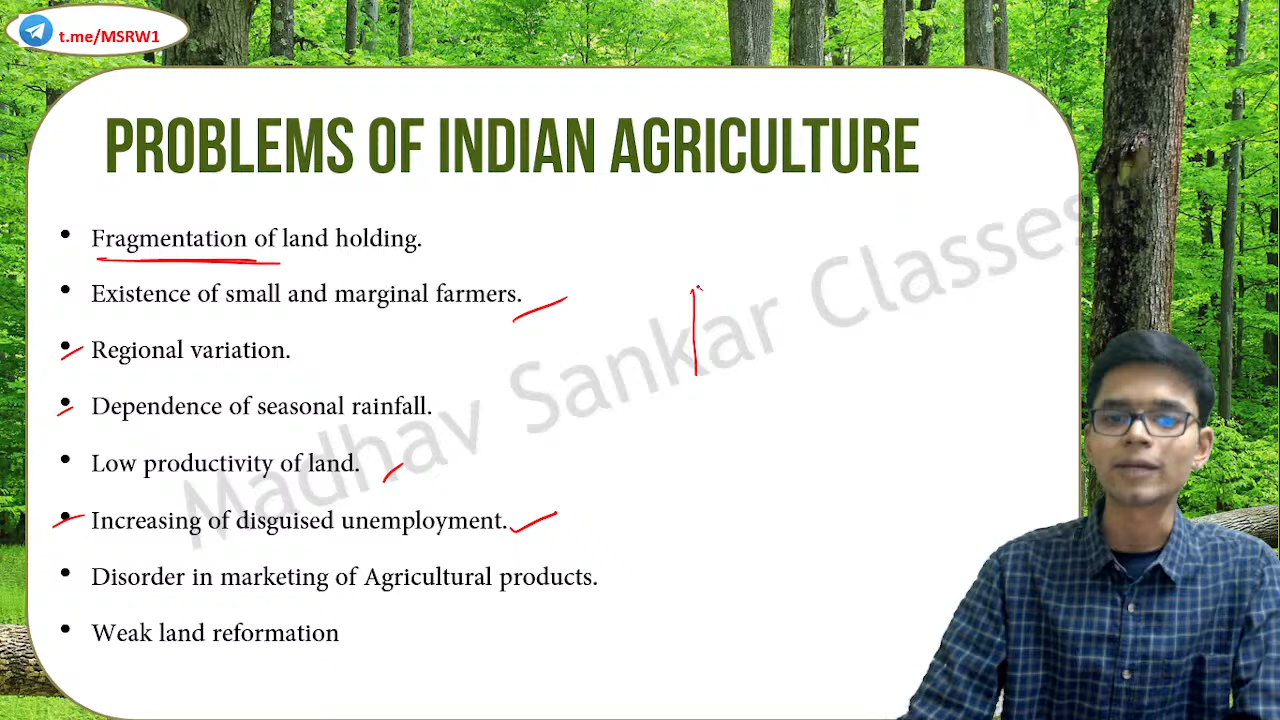 t.me/MSRW1
PROBLEMS OF INDIAN AGRICULTURE
• Fragmentation of land holding.
• Existence of small and marginal farmers.
• Regional variation.
• Dependence of seasonal rainfall.
• Low productivity of land.
• Increasing of disguised unemployment.
• Disorder in marketing of Agricultural products.
• Weak land reformation
Madhav Sankar Classes